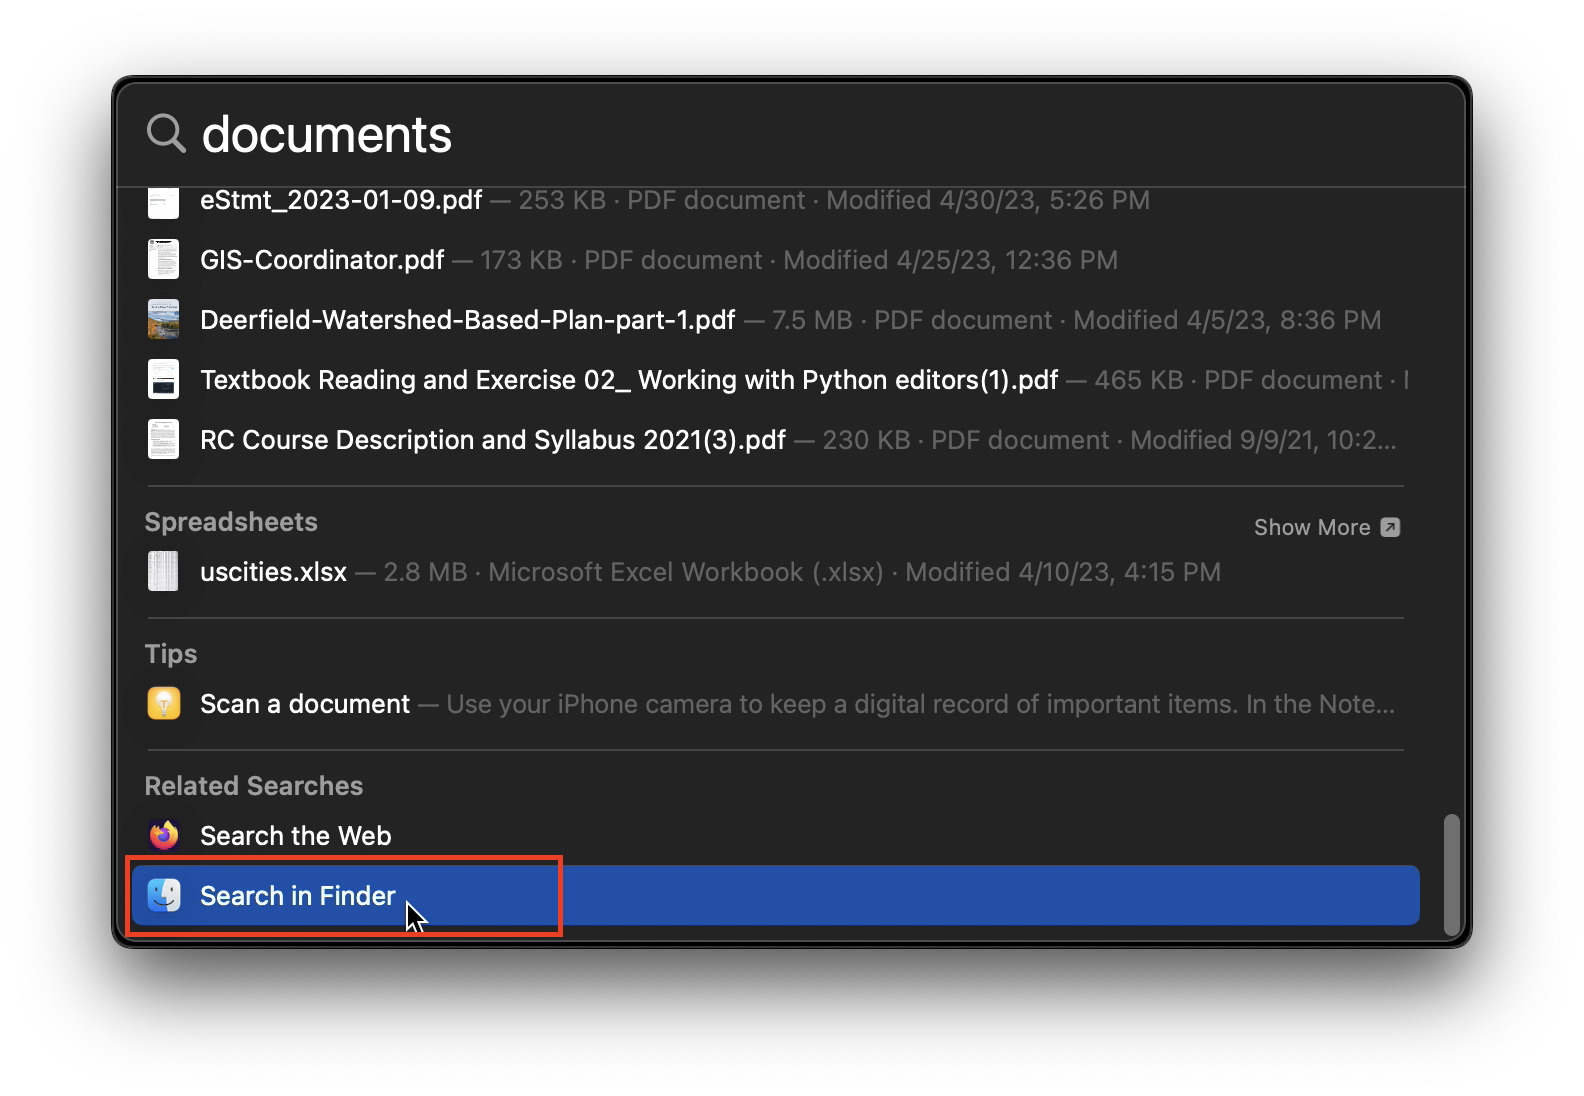 documents
eStmt_2023-01-09.pdf — 253 KB · PDF document · Modified 4/30/23, 5:26 PM
GIS-Coordinator.pdf — 173 KB · PDF document · Modified 4/25/23, 12:36 PM
Deerfield-Watershed-Based-Plan-part-1.pdf — 7.5 MB · PDF document · Modified 4/5/23, 8:36 PM
Textbook Reading and Exercise 02_ Working with Python editors(1).pdf — 465 KB · PDF document ·
RC Course Description and Syllabus 2021(3).pdf — 230 KB · PDF document · Modified 9/9/21, 10:2...
Spreadsheets
Show More
uscities.xlsx — 2.8 MB · Microsoft Excel Workbook (.xlsx) · Modified 4/10/23, 4:15 PM
Tips
Scan a document — Use your iPhone camera to keep a digital record of important items. In the Note...
Related Searches
Search the Web
Search in Finder